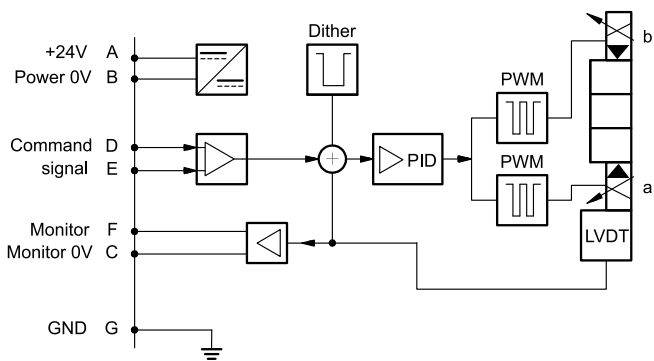 Dither
+24V A
Power 0V B
b
PWM
Command signal D
E
PID
PWM
a
Monitor F
Monitor 0V C
LVDT
GND G